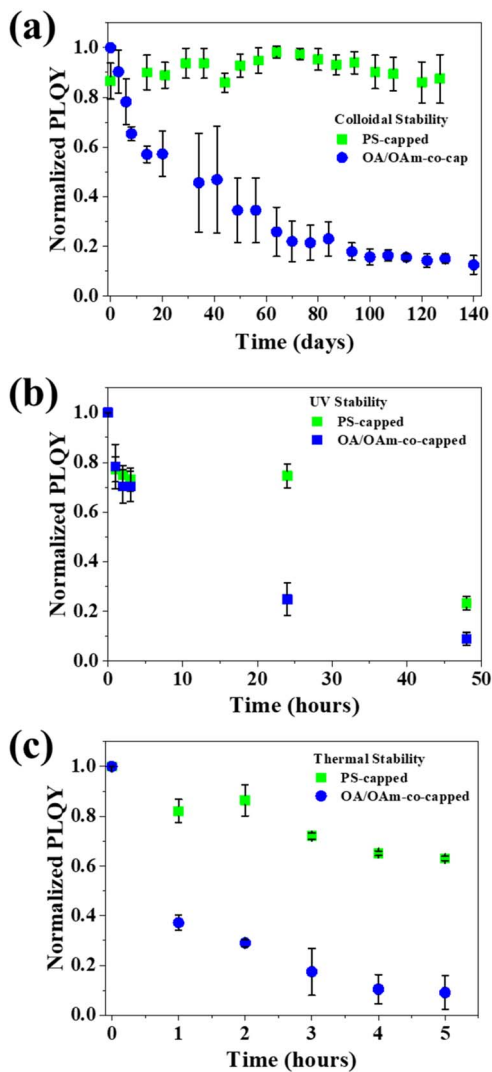 (a)
Normalized PLQY
1.0
0.8
0.6
0.4
0.2
0.0
Colloidal Stability
PS-capped
OA/OAm-co-cap
0 20 40 60 80 100 120 140
Time (days)
(b)
Normalized PLQY
1.0
0.8
0.6
0.4
0.2
0.0
UV Stability
PS-capped
OA/OAm-co-capped
0 10 20 30 40 50
Time (hours)
(c)
Normalized PLQY
1.0
0.8
0.6
0.4
0.2
0.0
Thermal Stability
PS-capped
OA/OAm-co-capped
0 1 2 3 4 5
Time (hours)